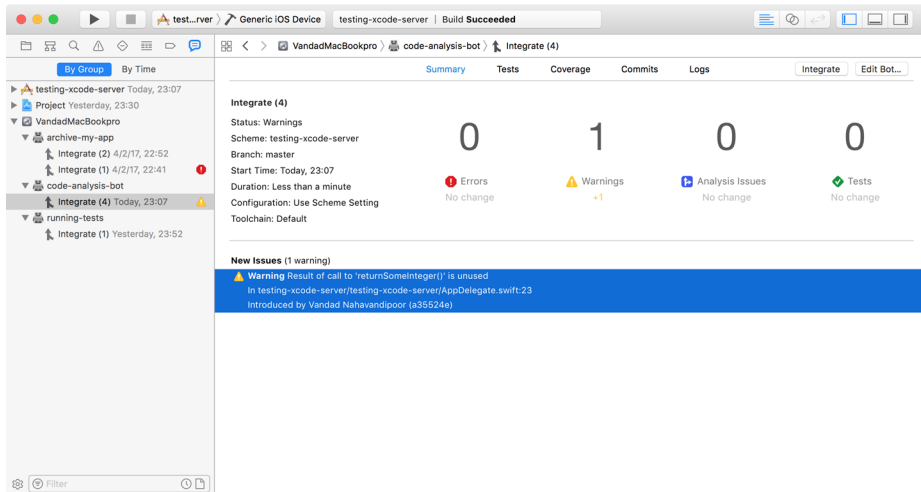 test...rver › Generic iOS Device
testing-xcode-server | Build Succeeded
VandadMacBookpro › code-analysis-bot › Integrate (4)
By Group By Time
testing-xcode-server Today, 23:07
Project Yesterday, 23:30
VandadMacBookpro
archive-my-app
Integrate (2) 4/2/17, 22:52
Integrate (1) 4/2/17, 22:41
code-analysis-bot
Integrate (4) Today, 23:07
running-tests
Integrate (1) Yesterday, 23:52
Filter
Summary Tests Coverage Commits Logs
Integrate Edit Bot...
Integrate (4)
Status: Warnings
Scheme: testing-xcode-server
Branch: master
Start Time: Today, 23:07
Duration: Less than a minute
Configuration: Use Scheme Setting
Toolchain: Default
0 1 0 0
Errors Warnings Analysis Issues Tests
No change +1 No change No change
New Issues (1 warning)
Warning Result of call to 'returnSomeInteger()' is unused
In testing-xcode-server/testing-xcode-server/AppDelegate.swift:23
Introduced by Vandad Nahavandipoor (a35524e)